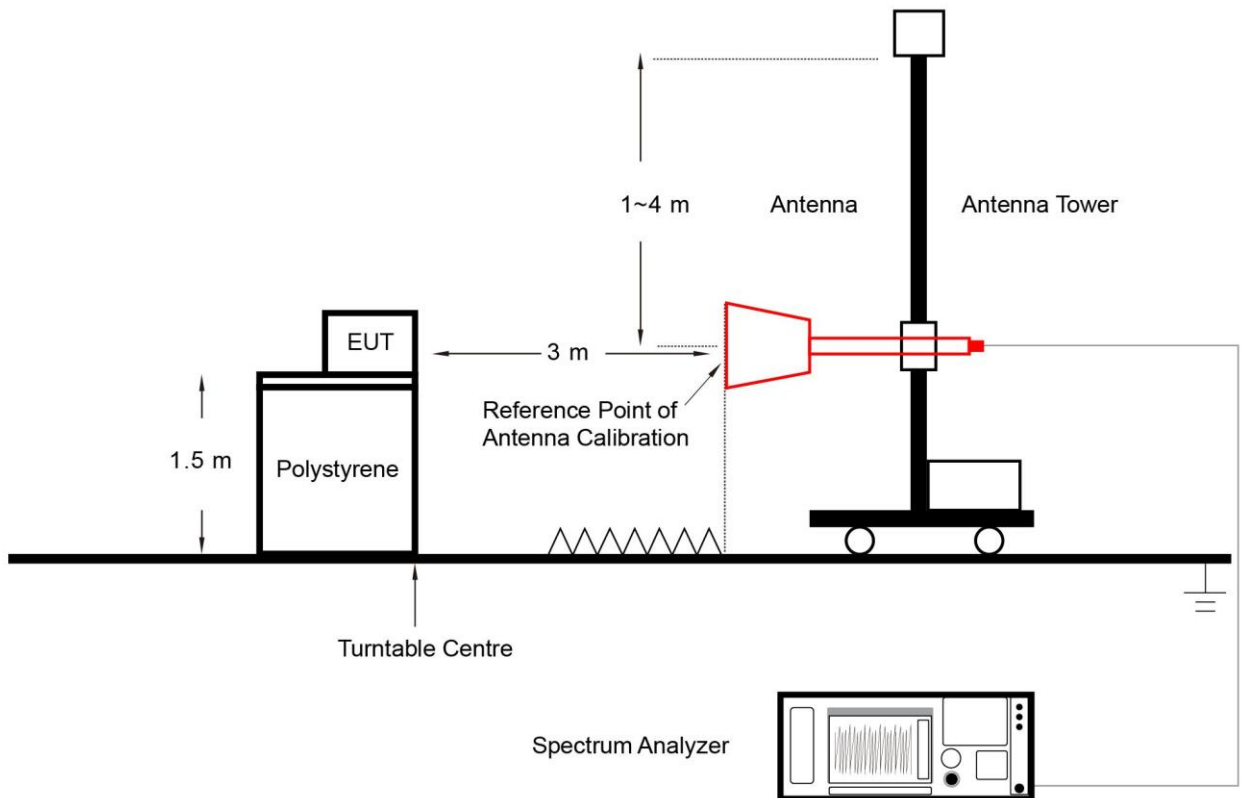 1~4 m
Antenna
Antenna Tower
EUT
3 m
Reference Point of
Antenna Calibration
1.5 m
Polystyrene
Turntable Centre
Spectrum Analyzer